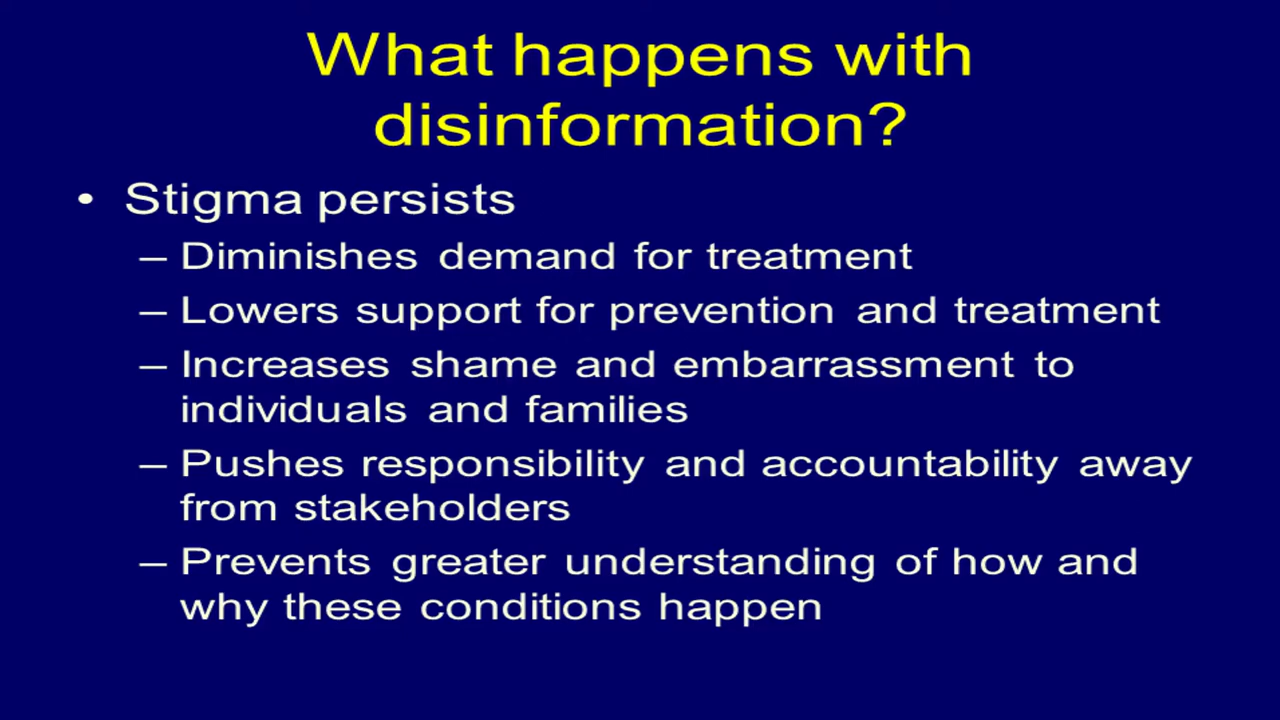 What happens with
disinformation?
• Stigma persists
– Diminishes demand for treatment
– Lowers support for prevention and treatment
– Increases shame and embarrassment to
individuals and families
– Pushes responsibility and accountability away
from stakeholders
– Prevents greater understanding of how and
why these conditions happen